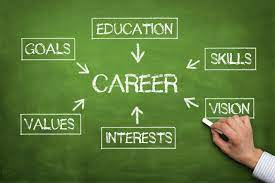 EDUCATION
GOALS
SKILLS
CAREER
VALUES
VISION
INTERESTS